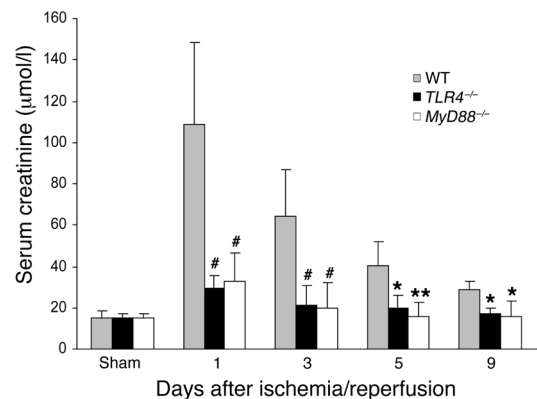 160
140
120
100
80
60
40
20
0
Serum creatinine (μmol/l)
WT
TLR4−/−
MyD88−/−
# #
# #
* **
* *
Sham 1 3 5 9
Days after ischemia/reperfusion